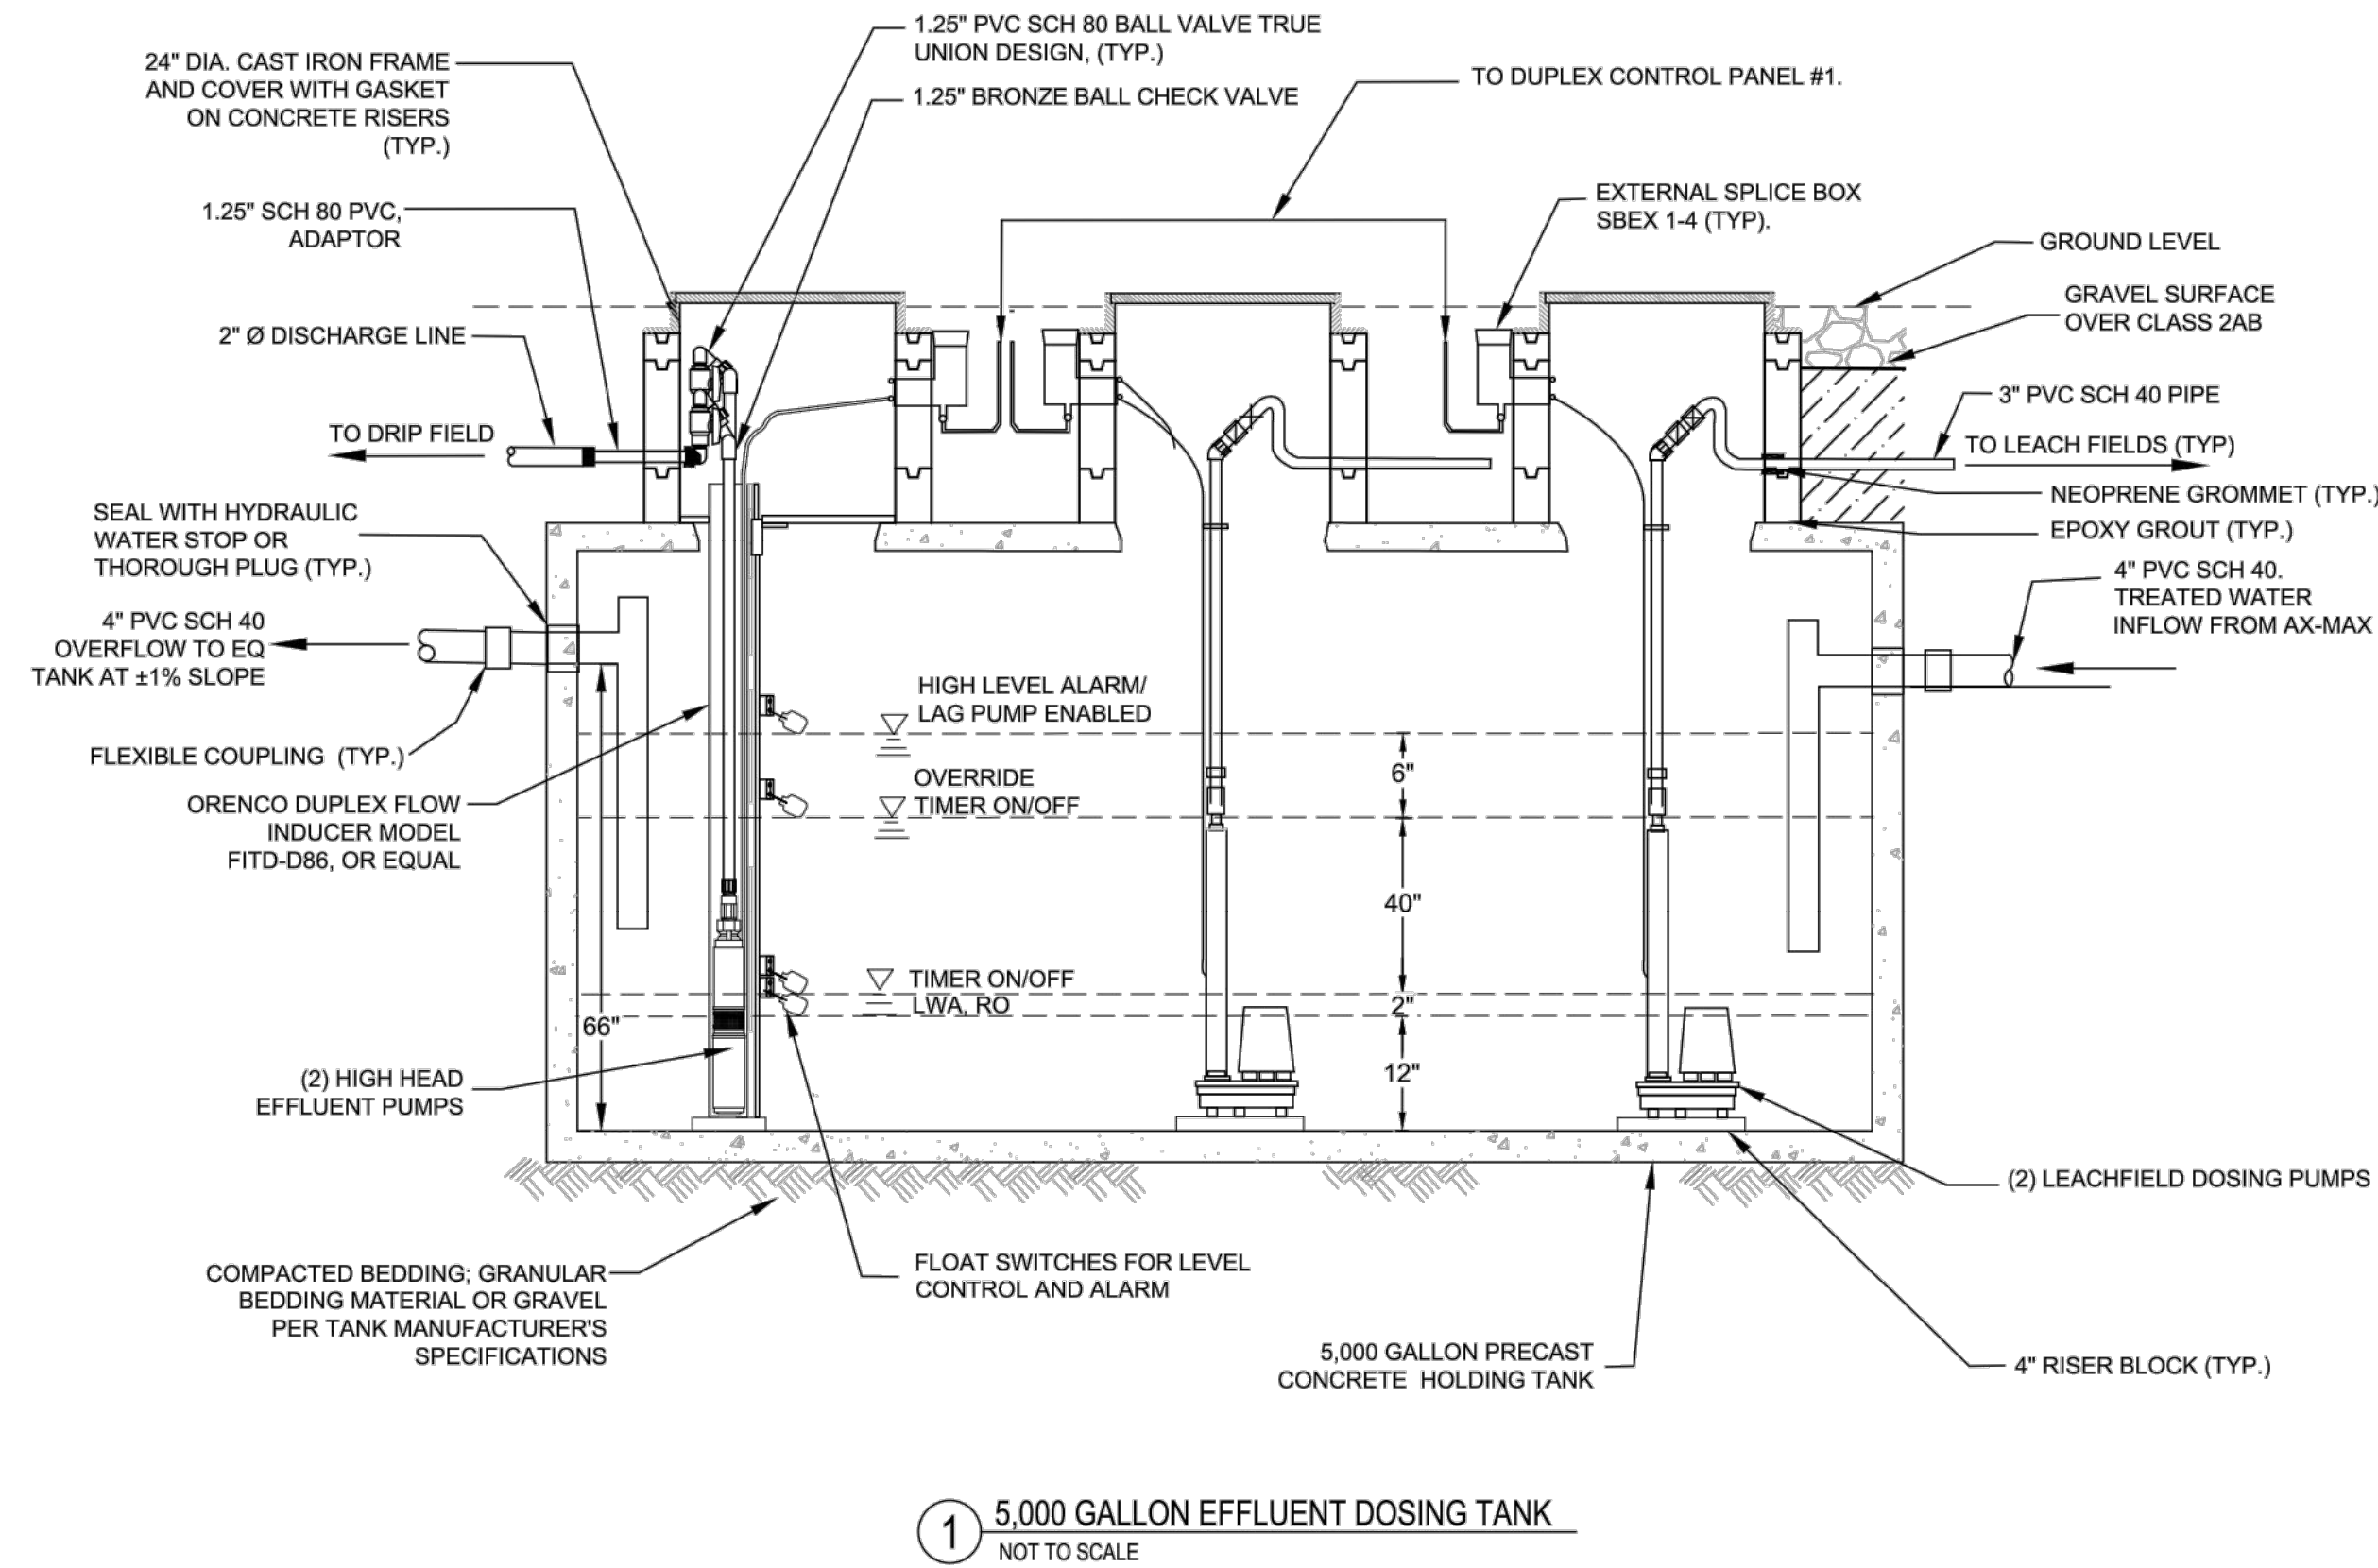 1.25" PVC SCH 80 BALL VALVE TRUE
UNION DESIGN, (TYP.)
24" DIA. CAST IRON FRAME
AND COVER WITH GASKET
ON CONCRETE RISERS
(TYP.)
TO DUPLEX CONTROL PANEL #1.
1.25" BRONZE BALL CHECK VALVE
1.25" SCH 80 PVC,
ADAPTOR
EXTERNAL SPLICE BOX
SBEX 1-4 (TYP).
GROUND LEVEL
GRAVEL SURFACE
OVER CLASS 2AB
2" Ø DISCHARGE LINE
3" PVC SCH 40 PIPE
TO DRIP FIELD
TO LEACH FIELDS (TYP)
NEOPRENE GROMMET (TYP.)
SEAL WITH HYDRAULIC
WATER STOP OR
THOROUGH PLUG (TYP.)
EPOXY GROUT (TYP.)
4" PVC SCH 40.
TREATED WATER
INFLOW FROM AX-MAX
4" PVC SCH 40
OVERFLOW TO EQ
TANK AT ±1% SLOPE
HIGH LEVEL ALARM/
LAG PUMP ENABLED
FLEXIBLE COUPLING (TYP.)
6"
OVERRIDE
TIMER ON/OFF
ORENCO DUPLEX FLOW
INDUCER MODEL
FITD-D86, OR EQUAL
40"
TIMER ON/OFF
LWA, RO
2"
66"
12"
(2) HIGH HEAD
EFFLUENT PUMPS
(2) LEACHFIELD DOSING PUMPS
FLOAT SWITCHES FOR LEVEL
CONTROL AND ALARM
COMPACTED BEDDING; GRANULAR
BEDDING MATERIAL OR GRAVEL
PER TANK MANUFACTURER'S
SPECIFICATIONS
5,000 GALLON PRECAST
CONCRETE HOLDING TANK
4" RISER BLOCK (TYP.)
1
5,000 GALLON EFFLUENT DOSING TANK
NOT TO SCALE